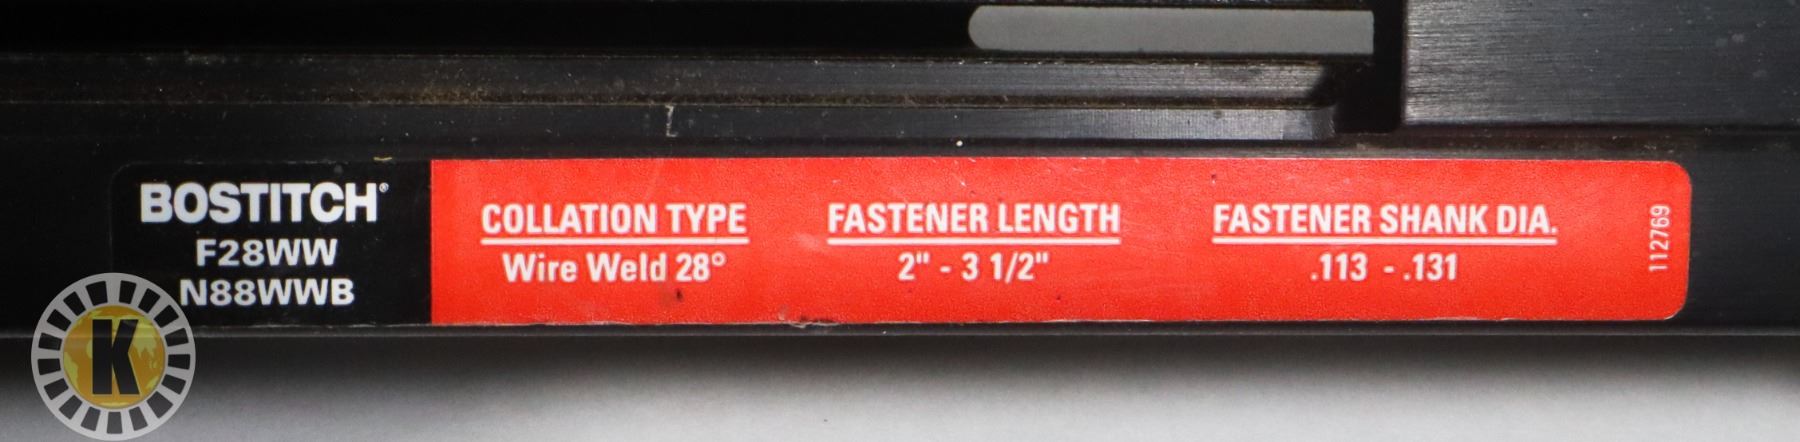 BOSTITCH®
F28WW
N88WWB
COLLATION TYPE
Wire Weld 28°
FASTENER LENGTH
2" - 3 1/2"
FASTENER SHANK DIA.
.113 - .131
112769
K